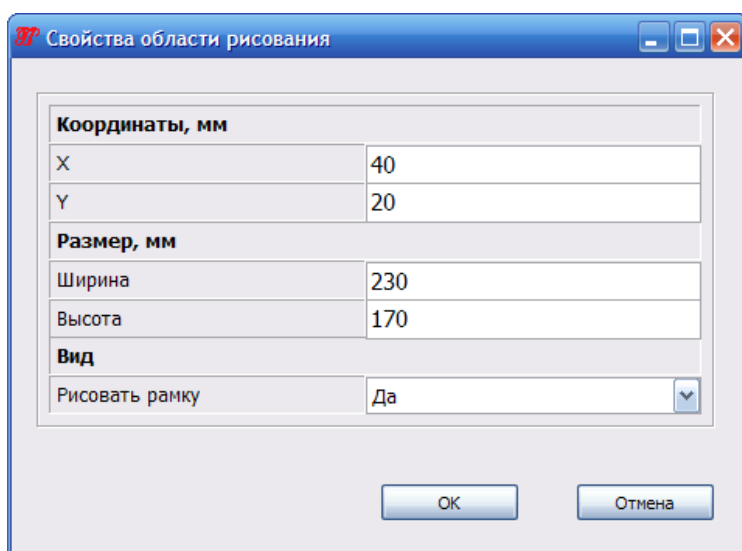 Свойства области рисования
Координаты, мм
X 40
Y 20
Размер, мм
Ширина 230
Высота 170
Вид
Рисовать рамку Да
OK Отмена